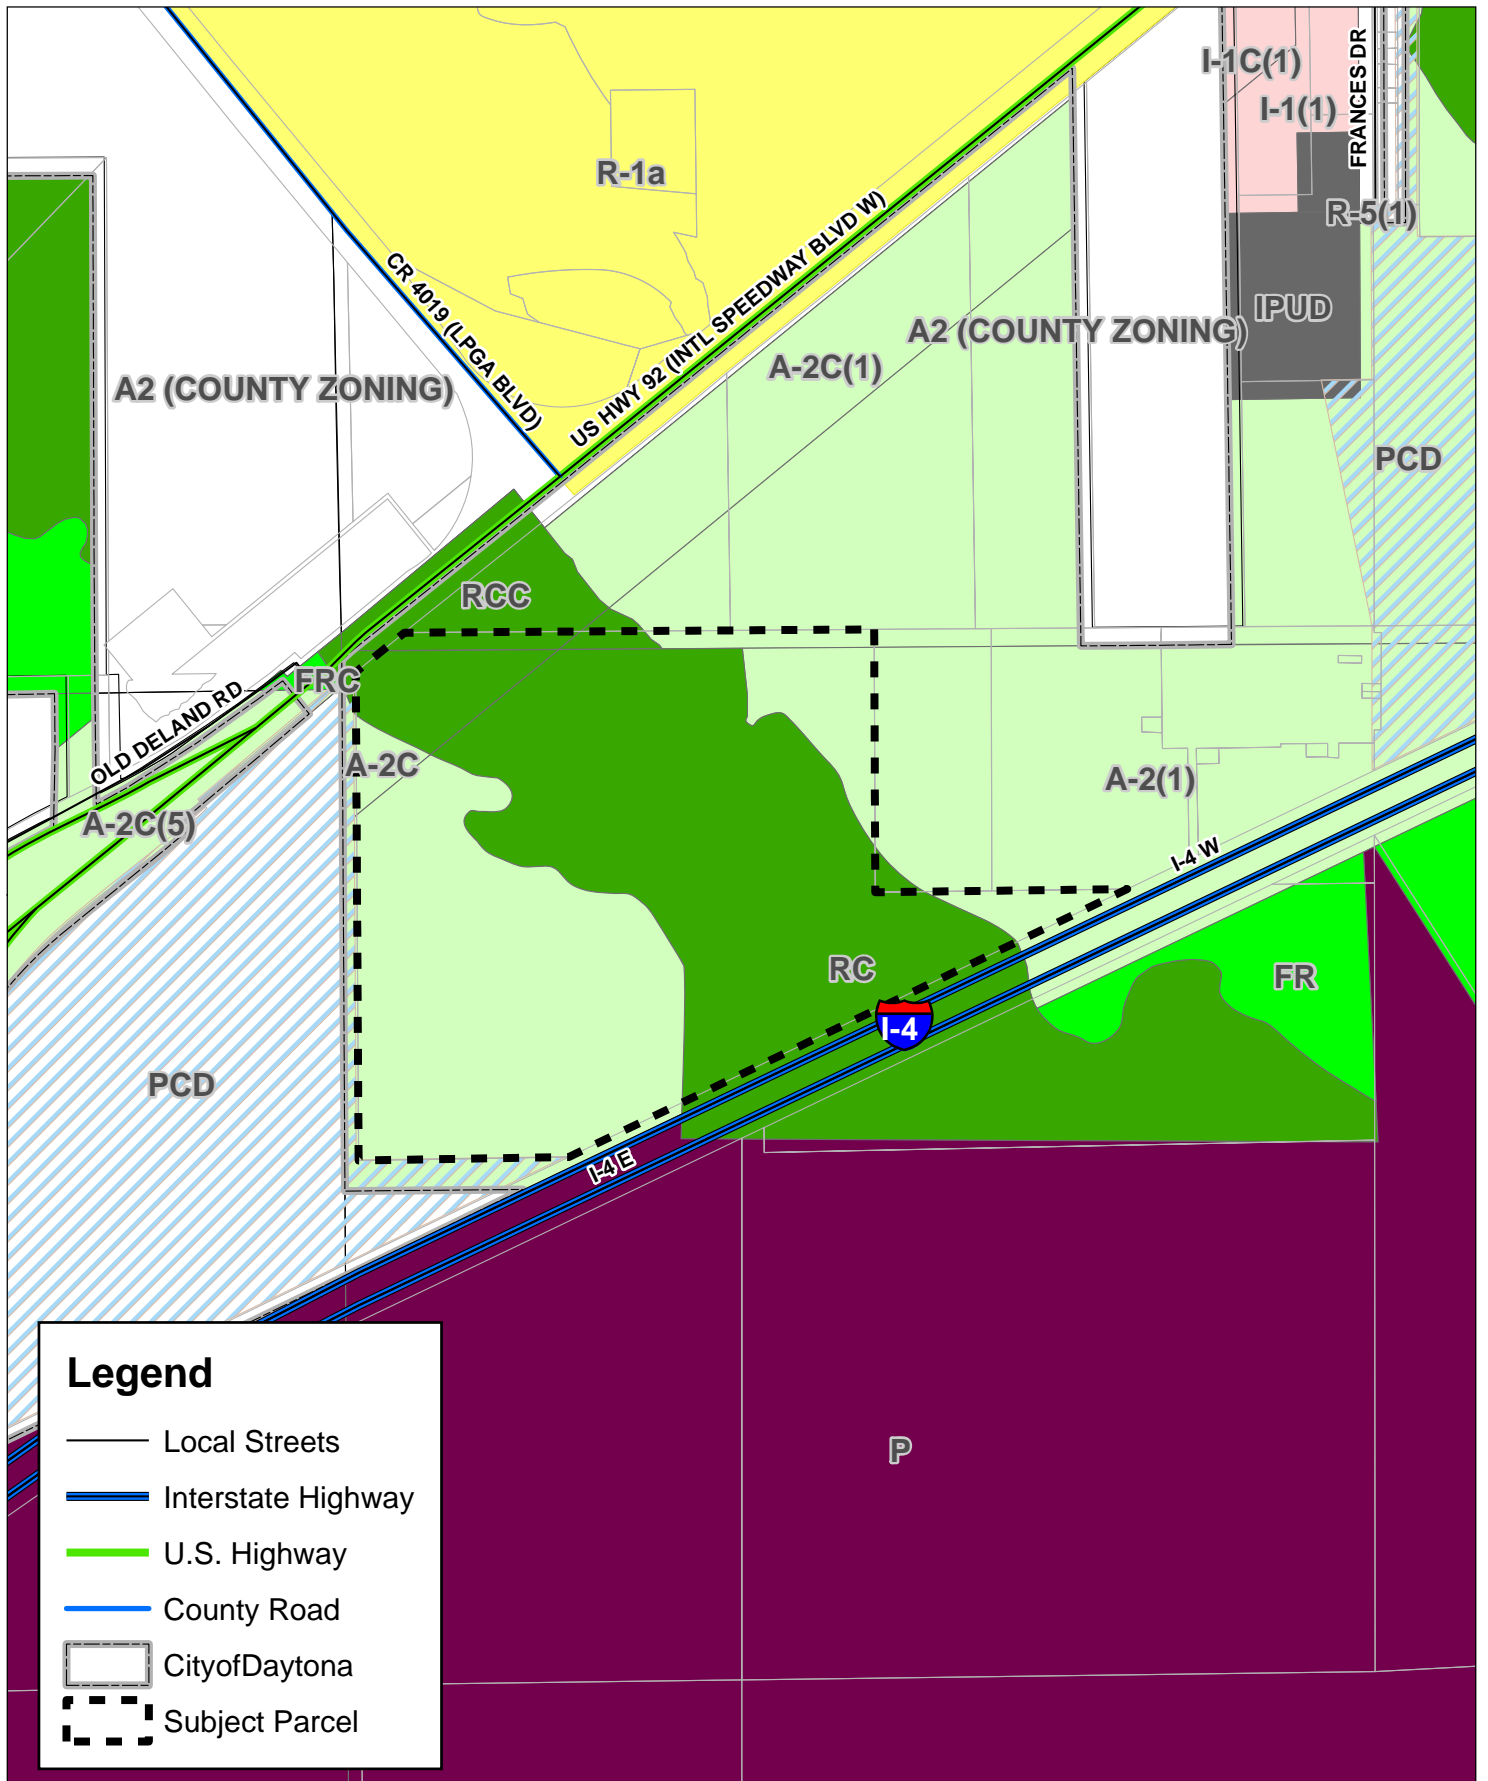 I-1C(1)
I-1(1)
FRANCES DR
R-1a
R-5(1)
CR 4019 (LPGA BLVD)
US HWY 92 (INTL SPEEDWAY BLVD W)
IPUD
A2 (COUNTY ZONING)
A-2C(1)
A2 (COUNTY ZONING)
PCD
RCC
FRC
OLD DELAND RD
A-2C
A-2(1)
A-2C(5)
I-4 W
RC
FR
I-4
PCD
I-4 E
P
Legend
Local Streets
Interstate Highway
U.S. Highway
County Road
CityofDaytona
Subject Parcel